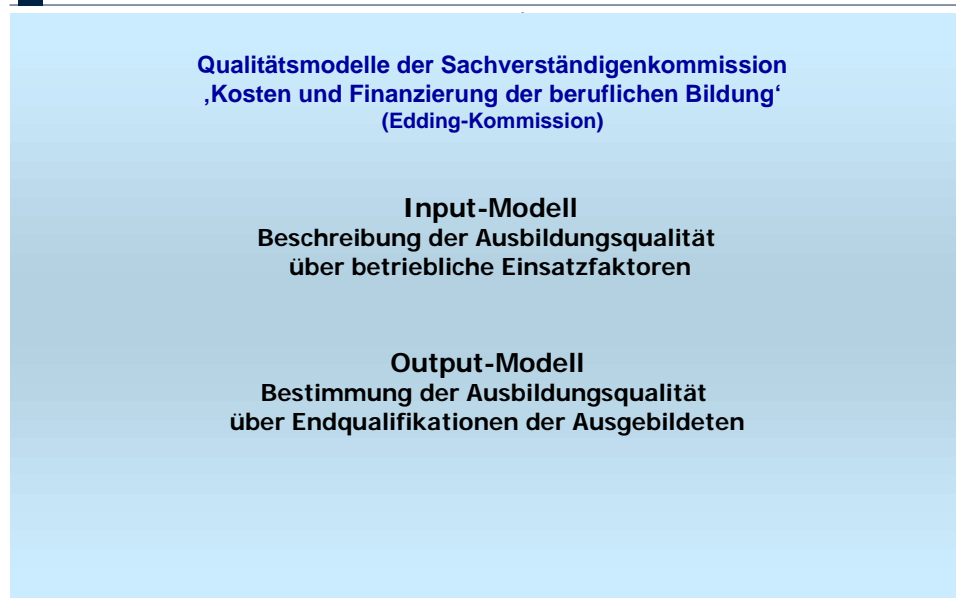 Qualitätsmodelle der Sachverständigenkommission
‚Kosten und Finanzierung der beruflichen Bildung‘
(Edding-Kommission)
Input-Modell
Beschreibung der Ausbildungsqualität
über betriebliche Einsatzfaktoren
Output-Modell
Bestimmung der Ausbildungsqualität
über Endqualifikationen der Ausgebildeten